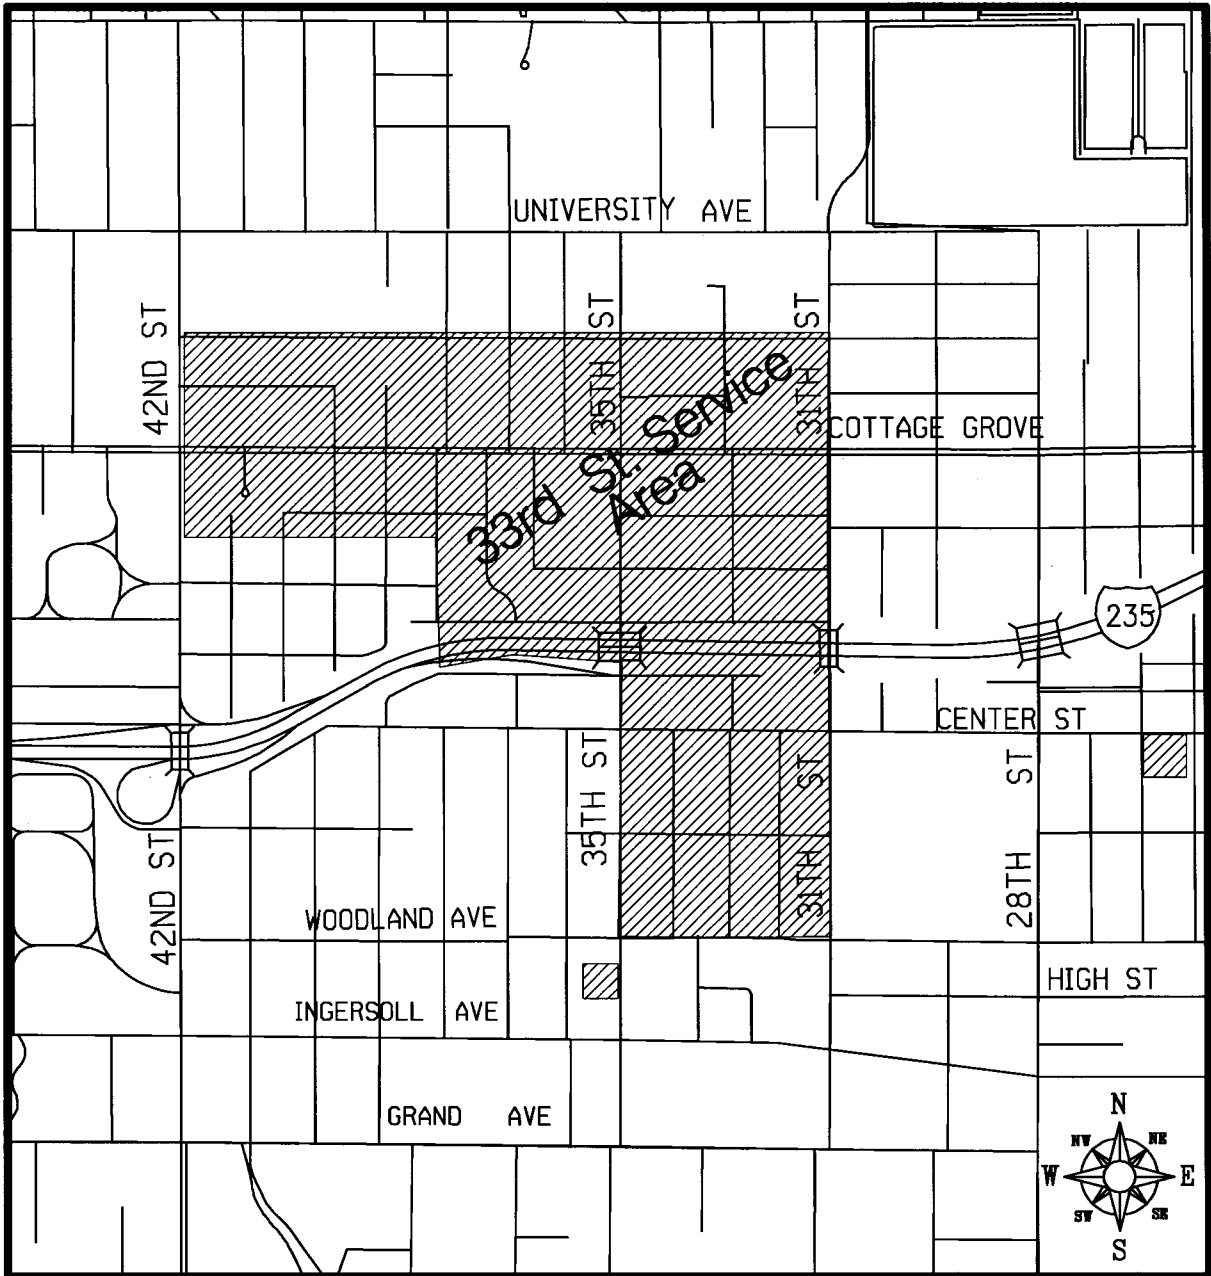 UNIVERSITY AVE
42ND ST
35TH ST
31TH ST
COTTAGE GROVE
33rd St. Service
Area
235
CENTER ST
35TH ST
31TH ST
28TH ST
42ND ST
WOODLAND AVE
HIGH ST
INGERSOLL AVE
GRAND AVE
N
NW NE
W E
SW SE
S